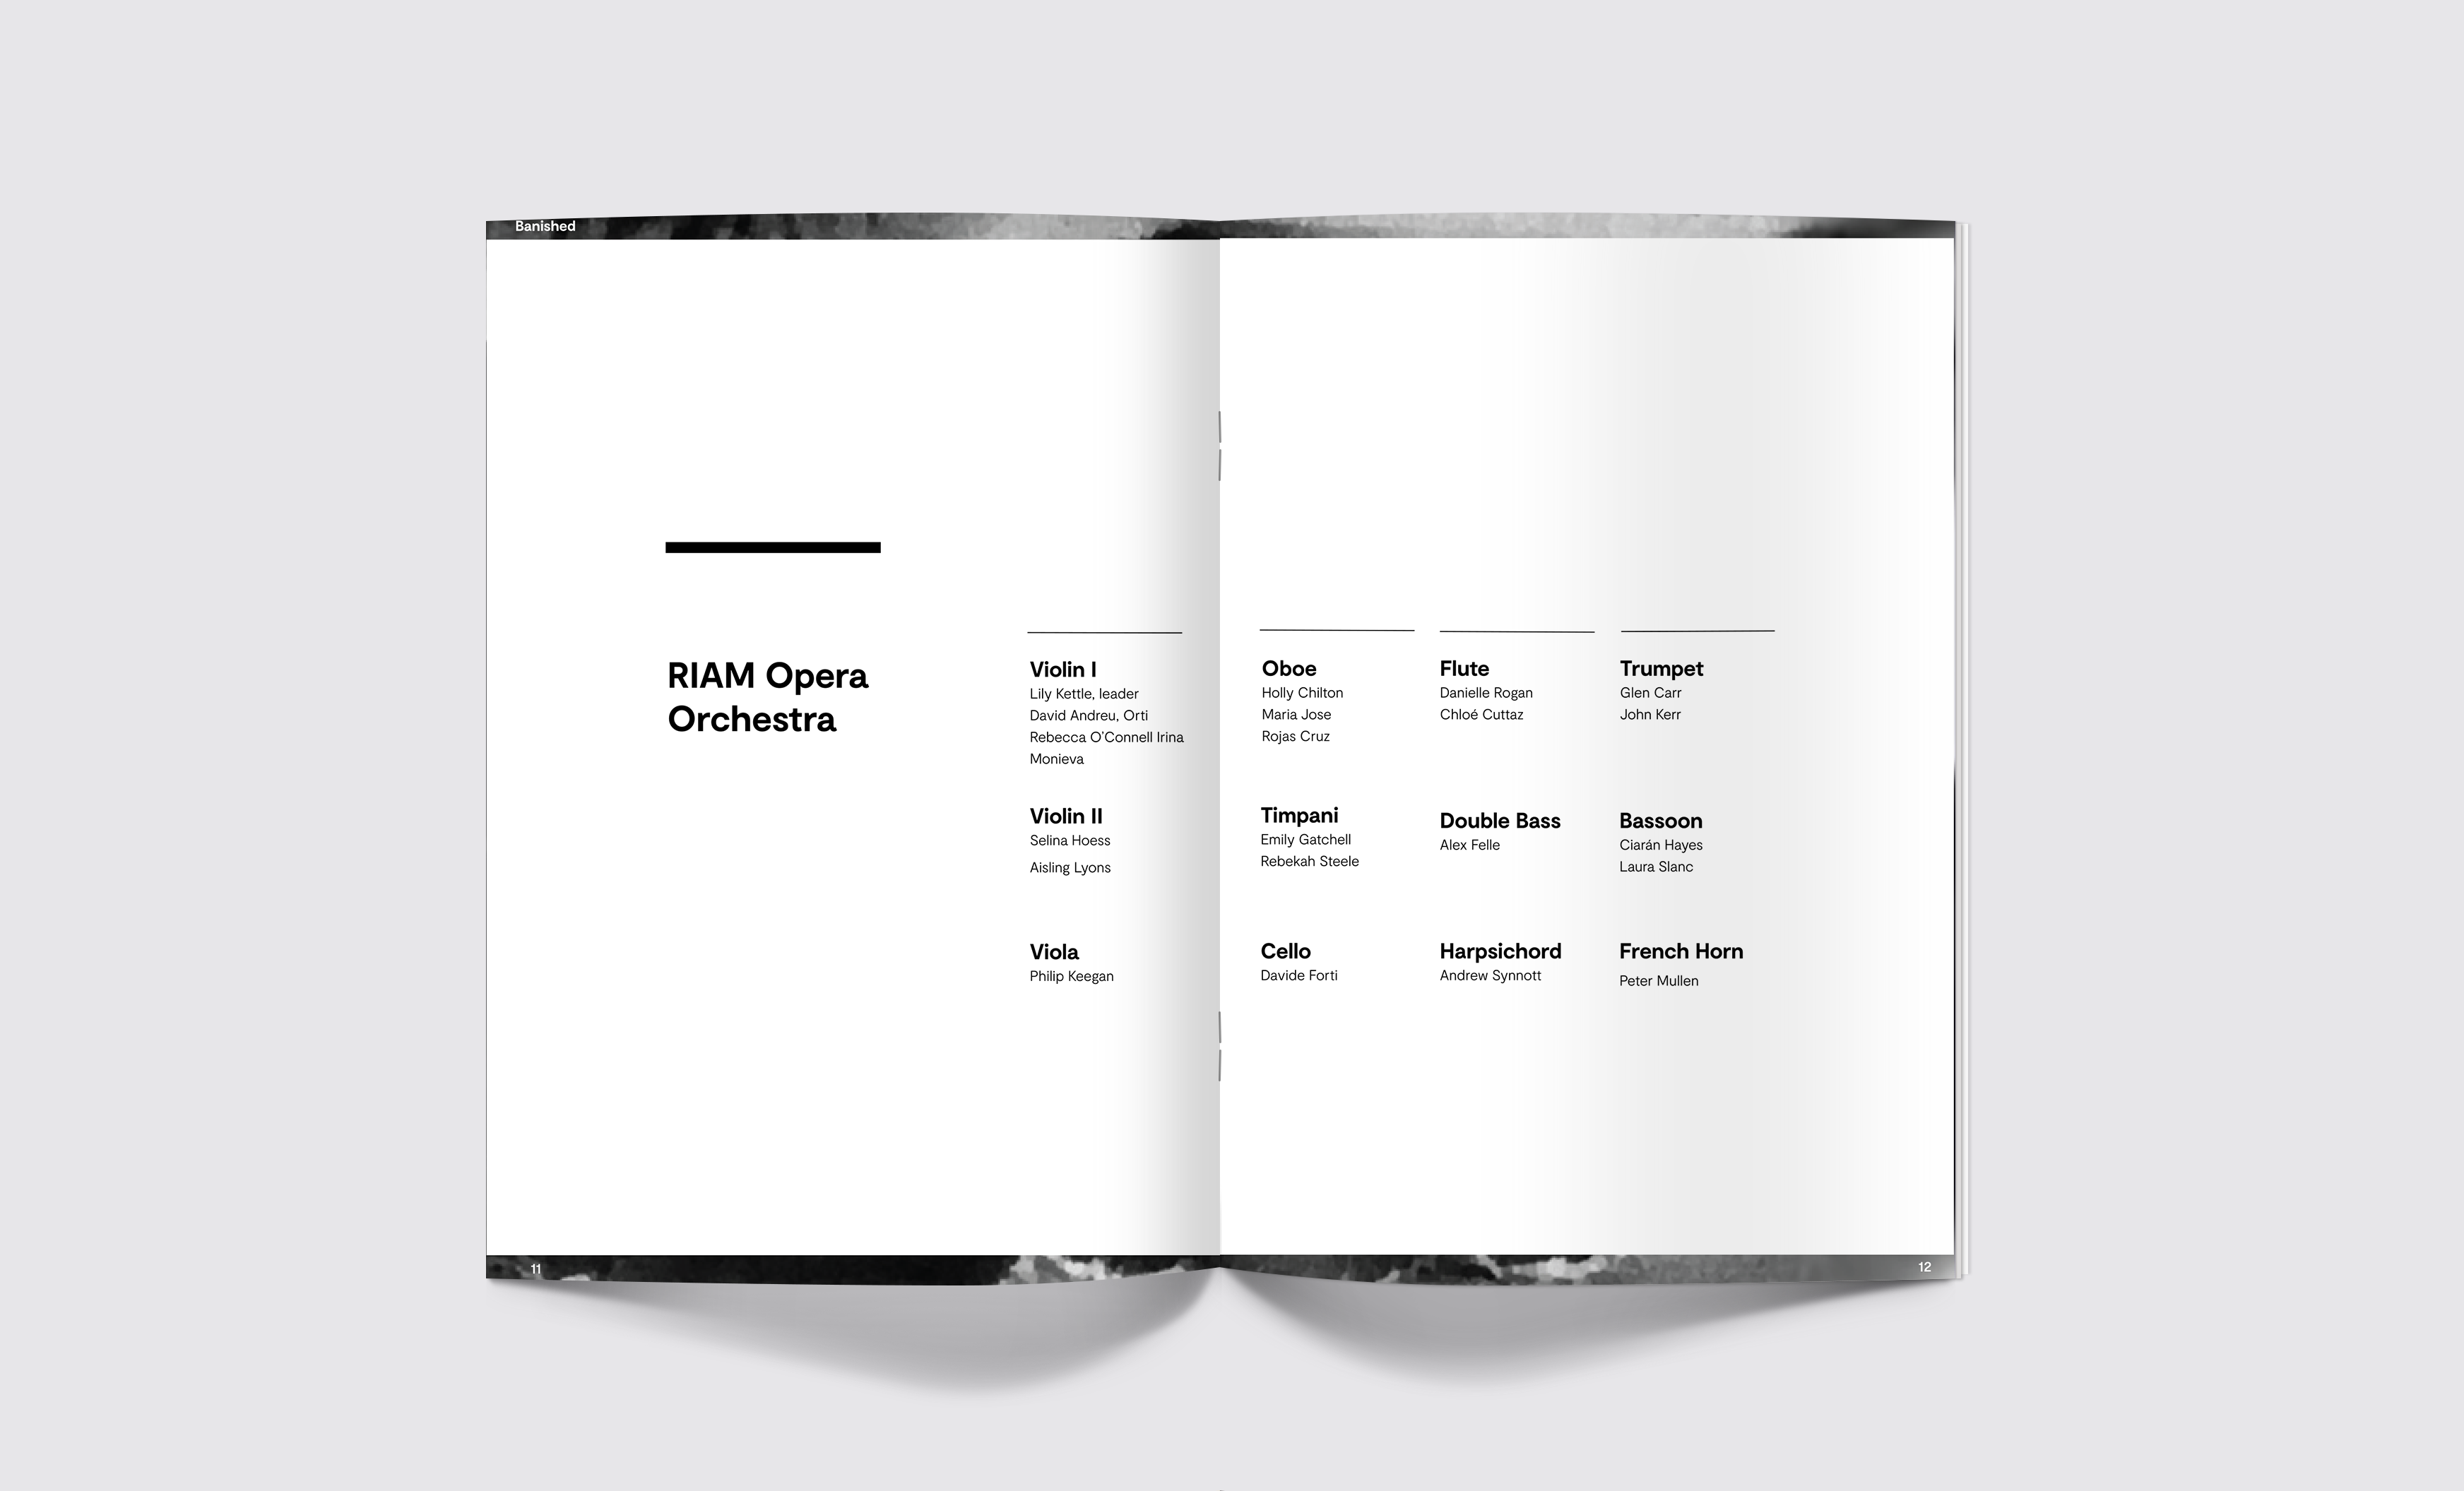 Banished
RIAM Opera
Orchestra
Violin I
Lily Kettle, leader
David Andreu, Orti
Rebecca O'Connell Irina
Monieva
Violin II
Selina Hoess
Aisling Lyons
Viola
Philip Keegan
11
Oboe
Holly Chilton
Maria Jose
Rojas Cruz
Timpani
Emily Gatchell
Rebekah Steele
Cello
Davide Forti
Flute
Danielle Rogan
Chloé Cuttaz
Double Bass
Alex Felle
Harpsichord
Andrew Synnott
Trumpet
Glen Carr
John Kerr
Bassoon
Ciarán Hayes
Laura Slanc
French Horn
Peter Mullen
12